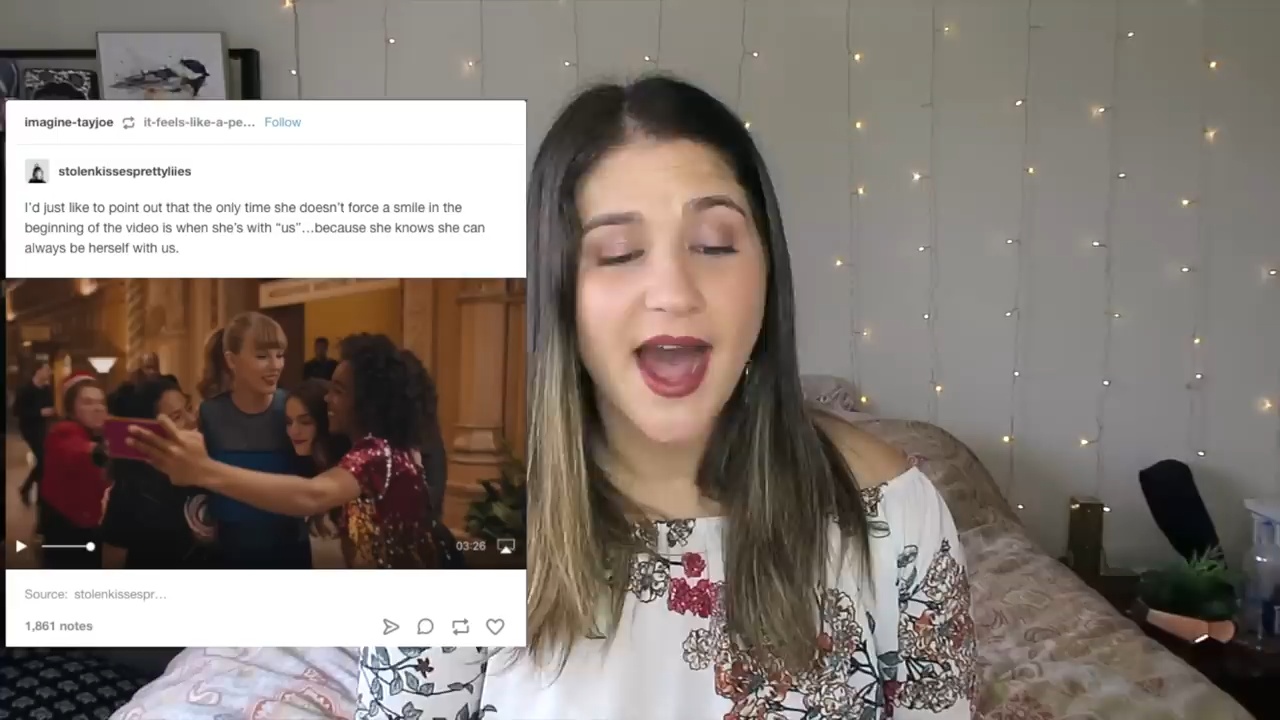 imagine-tayjoe it-feels-like-a-pe... Follow
stolenkissesprettyliies
I'd just like to point out that the only time she doesn't force a smile in the
beginning of the video is when she's with “us”...because she knows she can
always be herself with us.
03:26
Source: stolenkissespr...
1,861 notes